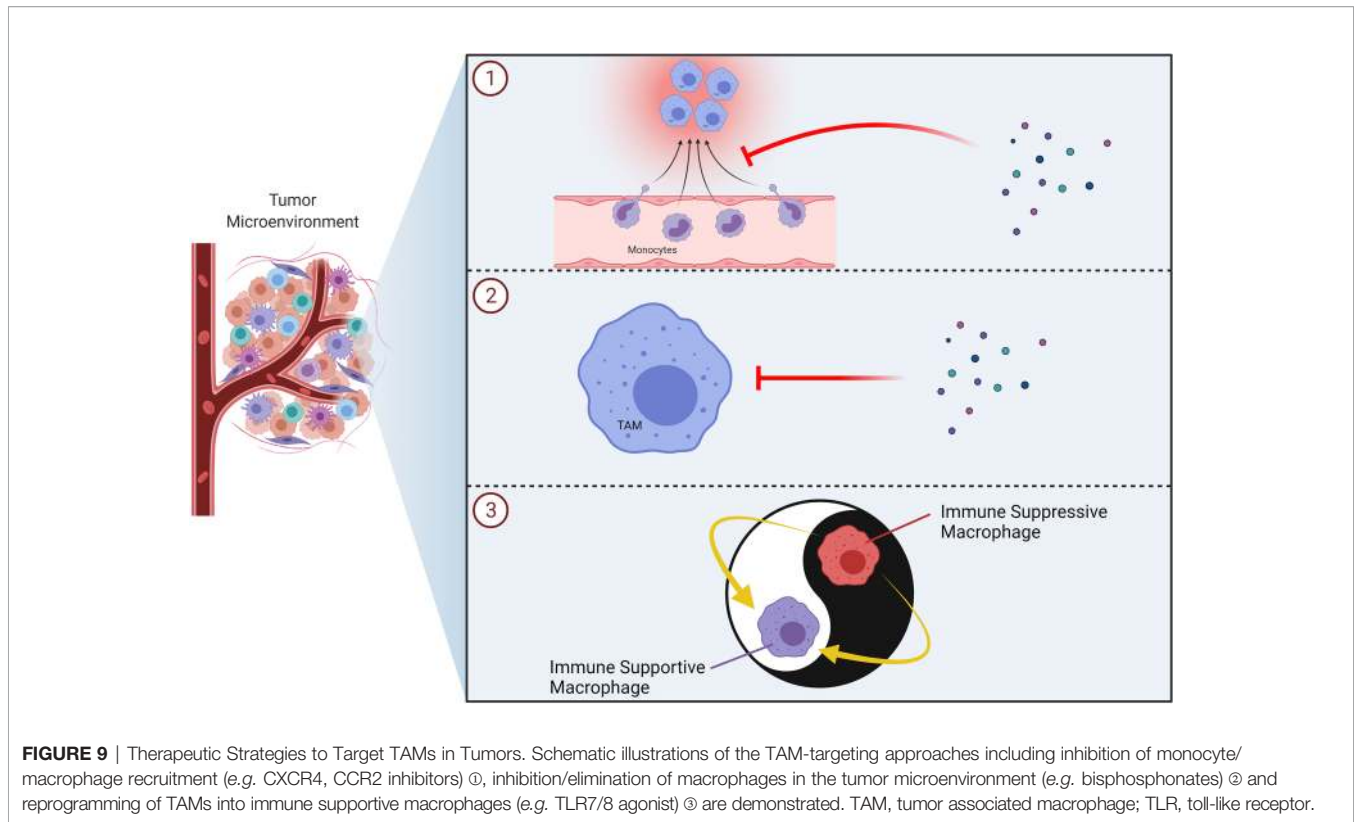 Tumor
Microenvironment
1
Monocytes
2
TAM
3
Immune Suppressive
Macrophage
Immune Supportive
Macrophage
FIGURE 9 | Therapeutic Strategies to Target TAMs in Tumors. Schematic illustrations of the TAM-targeting approaches including inhibition of monocyte/
macrophage recruitment (e.g. CXCR4, CCR2 inhibitors) ①, inhibition/elimination of macrophages in the tumor microenvironment (e.g. bisphosphonates) ② and
reprogramming of TAMs into immune supportive macrophages (e.g. TLR7/8 agonist) ③ are demonstrated. TAM, tumor associated macrophage; TLR, toll-like receptor.